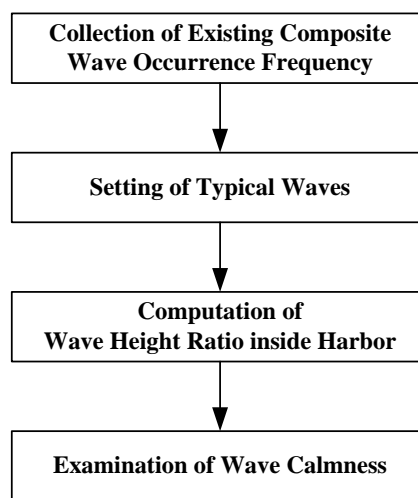 Collection of Existing Composite
Wave Occurrence Frequency
Setting of Typical Waves
Computation of
Wave Height Ratio inside Harbor
Examination of Wave Calmness